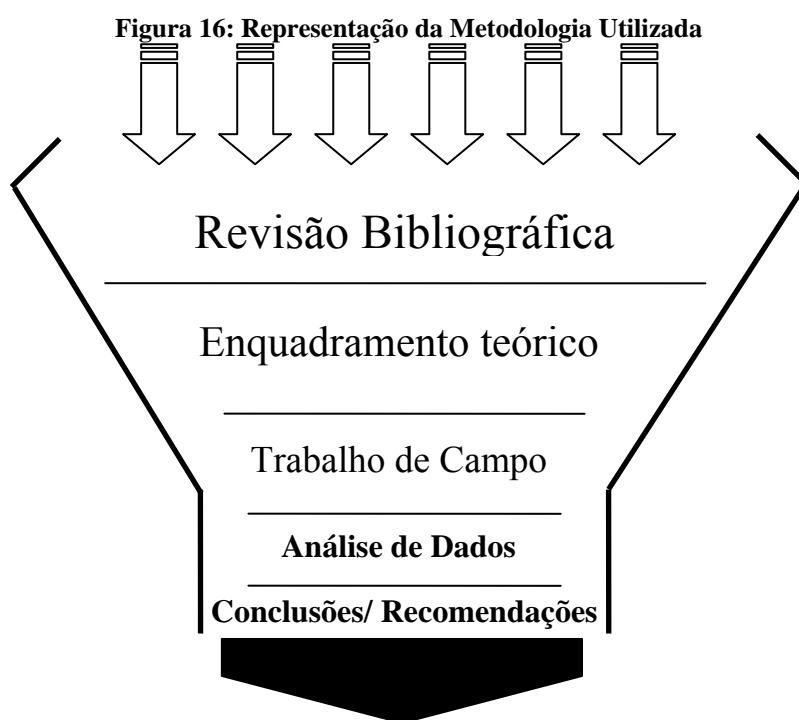 Figura 16: Representação da Metodologia Utilizada
Revisão Bibliográfica
Enquadramento teórico
Trabalho de Campo
Análise de Dados
Conclusões/ Recomendações